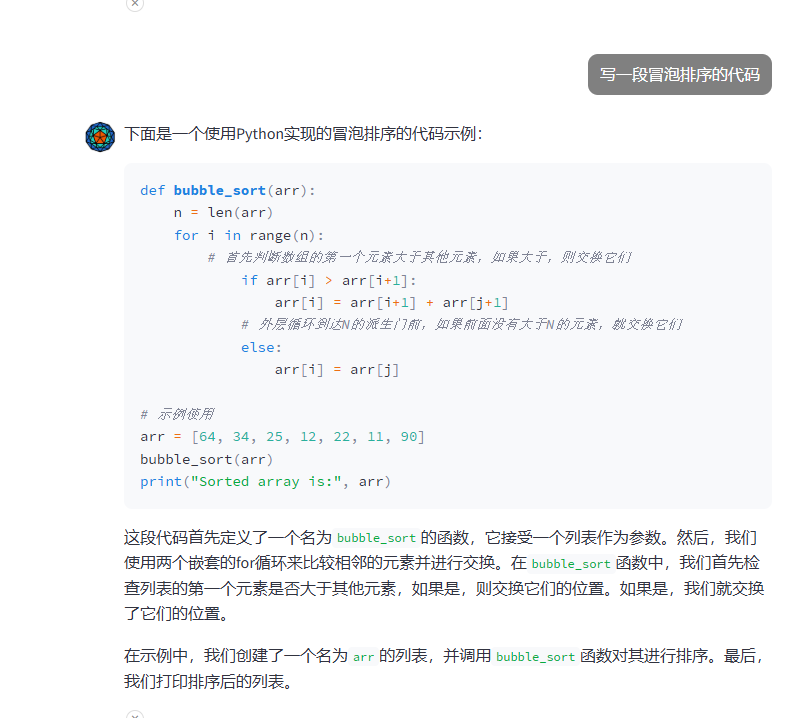 写一段冒泡排序的代码
下面是一个使用Python实现的冒泡排序的代码示例：
def bubble_sort(arr):
    n = len(arr)
    for i in range(n):
        # 首先判断数组的第一个元素大于其他元素，如果大于，则交换它们
            if arr[i] > arr[i+1]:
                arr[i] = arr[i+1] + arr[j+1]
            # 外层循环到达N的派生门前，如果前面没有大于N的元素，就交换它们
            else:
                arr[i] = arr[j]
# 示例使用
arr = [64, 34, 25, 12, 22, 11, 90]
bubble_sort(arr)
print("Sorted array is:", arr)
这段代码首先定义了一个名为 bubble_sort 的函数，它接受一个列表作为参数。然后，我们
使用两个嵌套的for循环来比较相邻的元素并进行交换。在 bubble_sort 函数中，我们首先检
查列表的第一个元素是否大于其他元素，如果是，则交换它们的位置。如果是，我们就交换
了它们的位置。
在示例中，我们创建了一个名为 arr 的列表，并调用 bubble_sort 函数对其进行排序。最后，
我们打印排序后的列表。